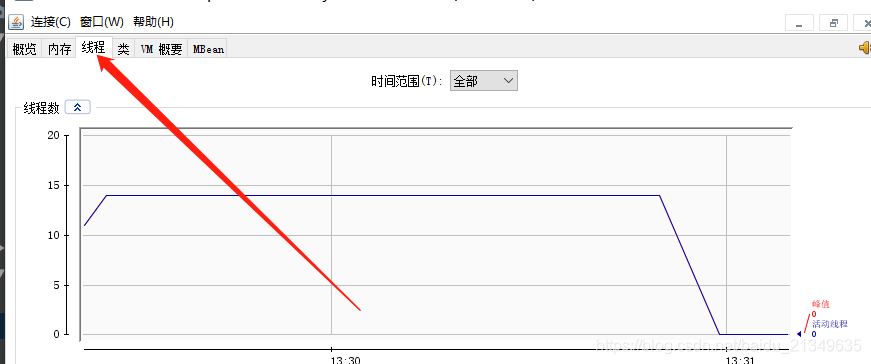 连接(C) 窗口(W) 帮助(H)
概览 内存 线程 类 VM 概要 MBean
时间范围(T): 全部
线程数
20
15
10
5
0
峰值
0
活动线程
0
13:30 13:31
https://blog.csdn.net/baidu_21349635